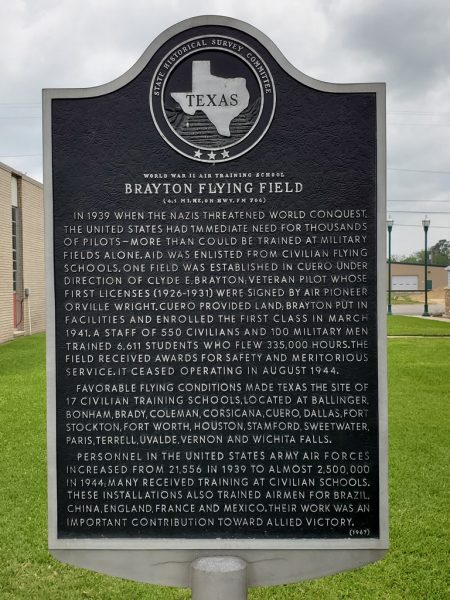 STATE HISTORICAL SURVEY COMMITTEE
TEXAS
WORLD WAR II AIR TRAINING SCHOOL
BRAYTON FLYING FIELD
(4.5 MI. NE, ON HWY. FM 766)
IN 1939 WHEN THE NAZIS THREATENED WORLD CONQUEST,
THE UNITED STATES HAD IMMEDIATE NEED FOR THOUSANDS
OF PILOTS—MORE THAN COULD BE TRAINED AT MILITARY
FIELDS ALONE. AID WAS ENLISTED FROM CIVILIAN FLYING
SCHOOLS. ONE FIELD WAS ESTABLISHED IN CUERO UNDER
DIRECTION OF CLYDE E. BRAYTON, VETERAN PILOT WHOSE
FIRST LICENSES (1926-1931) WERE SIGNED BY AIR PIONEER
ORVILLE WRIGHT. CUERO PROVIDED LAND, BRAYTON PUT IN
FACILITIES AND ENROLLED THE FIRST CLASS IN MARCH
1941. A STAFF OF 550 CIVILIANS AND 100 MILITARY MEN
TRAINED 6,611 STUDENTS WHO FLEW 335,000 HOURS. THE
FIELD RECEIVED AWARDS FOR SAFETY AND MERITORIOUS
SERVICE. IT CEASED OPERATING IN AUGUST 1944.
FAVORABLE FLYING CONDITIONS MADE TEXAS THE SITE OF
17 CIVILIAN TRAINING SCHOOLS, LOCATED AT BALLINGER,
BONHAM, BRADY, COLEMAN, CORSICANA, CUERO, DALLAS, FORT
STOCKTON, FORT WORTH, HOUSTON, STAMFORD, SWEETWATER,
PARIS, TERRELL, UVALDE, VERNON AND WICHITA FALLS.
PERSONNEL IN THE UNITED STATES ARMY AIR FORCES
INCREASED FROM 21,556 IN 1939 TO ALMOST 2,500,000
IN 1944; MANY RECEIVED TRAINING AT CIVILIAN SCHOOLS.
THESE INSTALLATIONS ALSO TRAINED AIRMEN FOR BRAZIL,
CHINA, ENGLAND, FRANCE AND MEXICO. THEIR WORK WAS AN
IMPORTANT CONTRIBUTION TOWARD ALLIED VICTORY.
(1967)